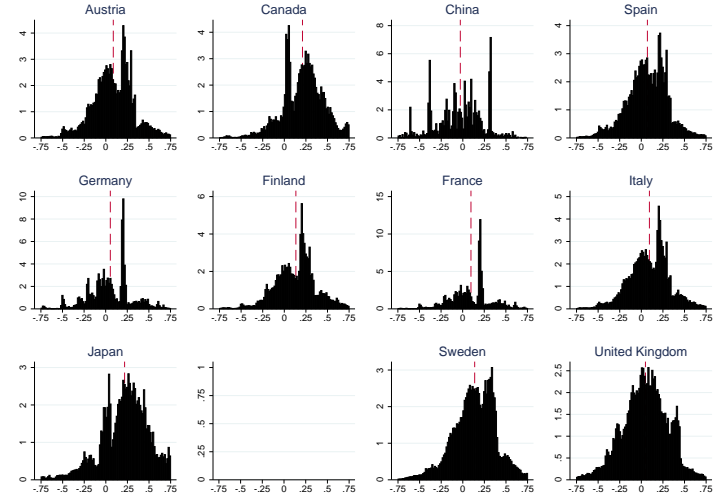 Austria Canada China Spain
0 1 2 3 4 0 1 2 3 4 2 4 6 8 0 1 2 3 4
-.75 -.5 -.25 0 .25 .5 .75 -.75 -.5 -.25 0 .25 .5 .75 -.75 -.5 -.25 0 .25 .5 .75 -.75 -.5 -.25 0 .25 .5 .75
Germany Finland France Italy
0 2 4 6 8 10 0 2 4 6 0 5 10 15 0 1 2 3 4 5
-.75 -.5 -.25 0 .25 .5 .75 -.75 -.5 -.25 0 .25 .5 .75 -.75 -.5 -.25 0 .25 .5 .75 -.75 -.5 -.25 0 .25 .5 .75
Japan Sweden United Kingdom
0 1 2 3 0 .25 .5 .75 1 0 1 2 3 0 .5 1 1.5 2 2.5
-.75 -.5 -.25 0 .25 .5 .75 -.75 -.5 -.25 0 .25 .5 .75 -.75 -.5 -.25 0 .25 .5 .75 -.75 -.5 -.25 0 .25 .5 .75